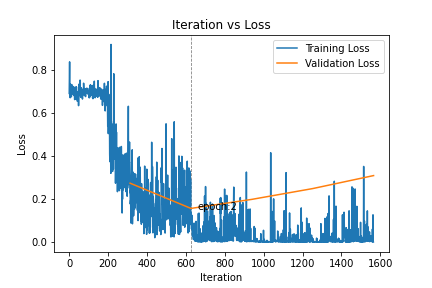 Iteration vs Loss
Training Loss
Validation Loss
Loss
0.8
0.6
0.4
0.2
0.0
epoch:2
0 200 400 600 800 1000 1200 1400 1600
Iteration